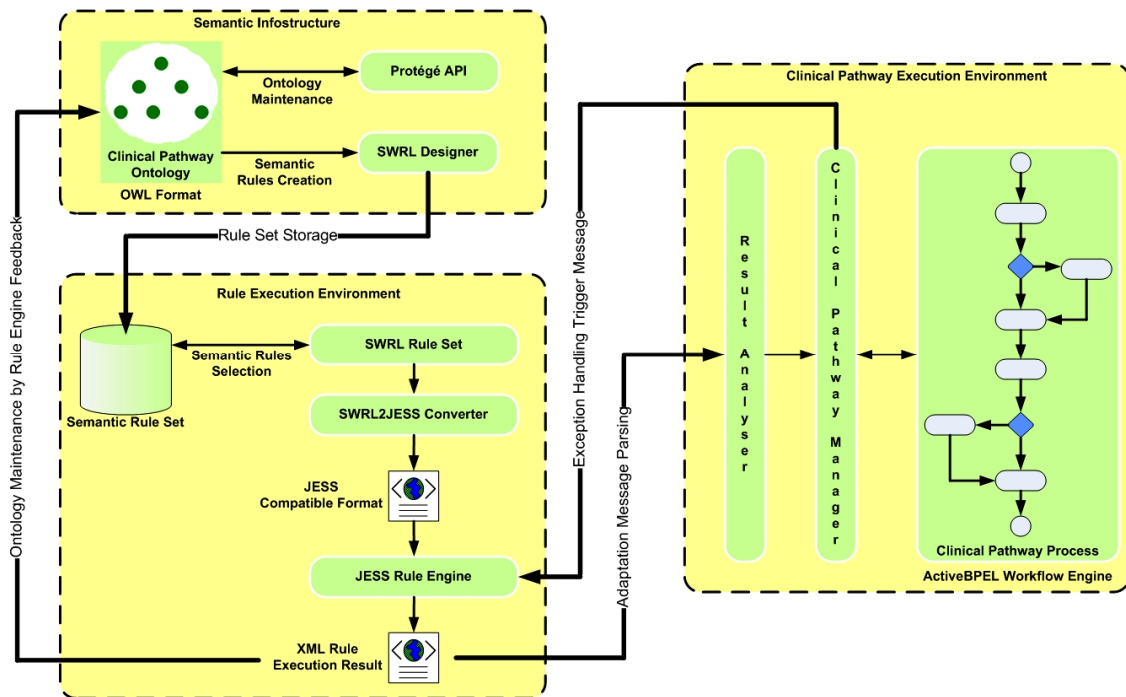 Semantic Infostructure
Ontology
Maintenance
Protégé API
Clinical Pathway
Ontology
OWL Format
Semantic
Rules Creation
SWRL Designer
Rule Set Storage
Ontology Maintenance by Rule Engine Feedback
Rule Execution Environment
Semantic Rules
Selection
Semantic Rule Set
SWRL Rule Set
SWRL2JESS Converter
JESS
Compatible Format
JESS Rule Engine
XML Rule
Execution Result
Exception Handling Trigger Message
Adaptation Message Parsing
Clinical Pathway Execution Environment
Result Analyser
Clinical Pathway Manager
Clinical Pathway Process
ActiveBPEL Workflow Engine